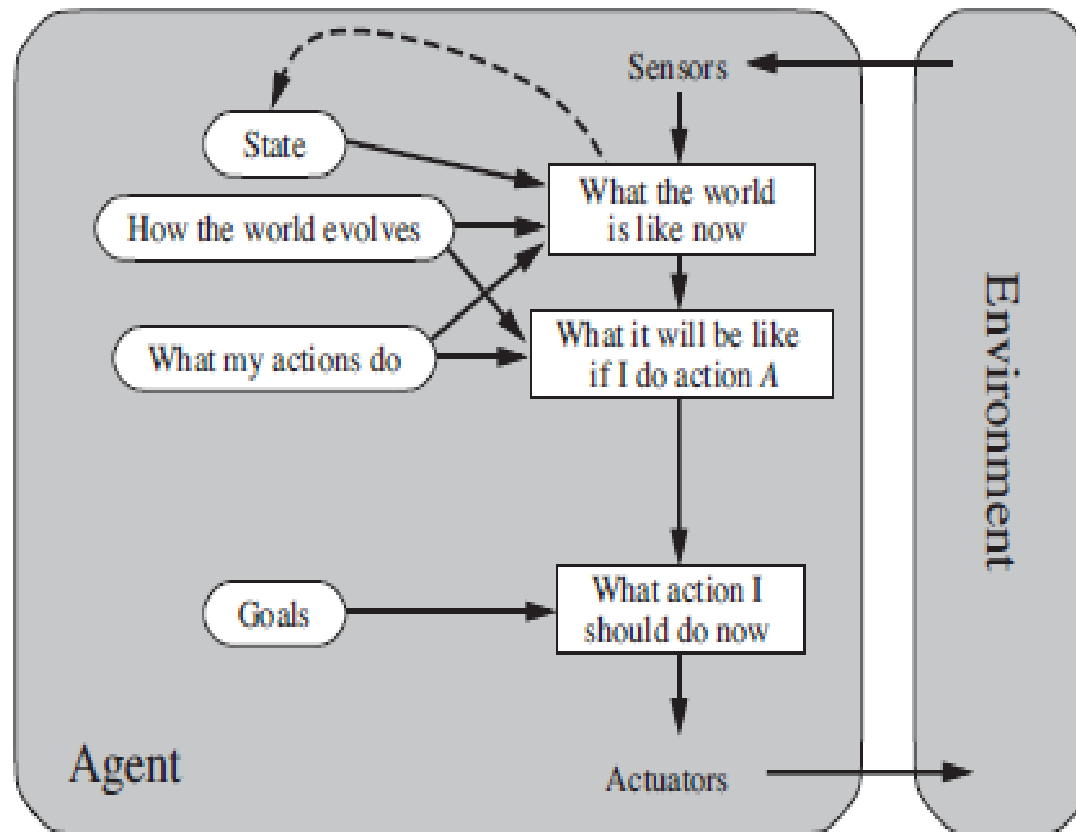 Sensors
State
What the world
is like now
How the world evolves
What it will be like
if I do action A
What my actions do
Goals
What action I
should do now
Agent
Actuators
Environment